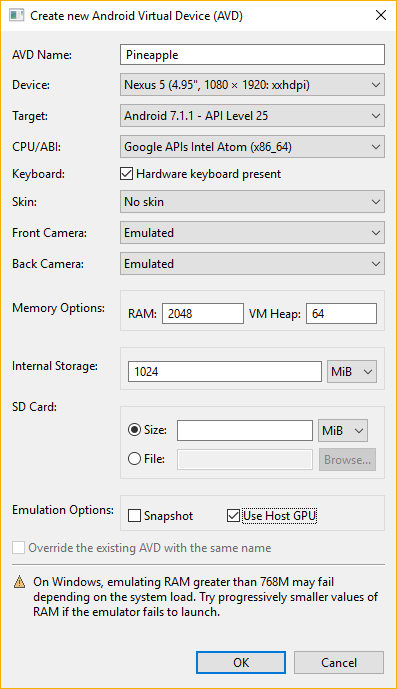 Create new Android Virtual Device (AVD)
AVD Name: Pineapple
Device: Nexus 5 (4.95", 1080 × 1920: xxhdpi)
Target: Android 7.1.1 - API Level 25
CPU/ABI: Google APIs Intel Atom (x86_64)
Keyboard: Hardware keyboard present
Skin: No skin
Front Camera: Emulated
Back Camera: Emulated
Memory Options: RAM: 2048 VM Heap: 64
Internal Storage: 1024 MiB
SD Card:
Size: MiB
File: Browse...
Emulation Options: Snapshot Use Host GPU
Override the existing AVD with the same name
On Windows, emulating RAM greater than 768M may fail
depending on the system load. Try progressively smaller values of
RAM if the emulator fails to launch.
OK Cancel